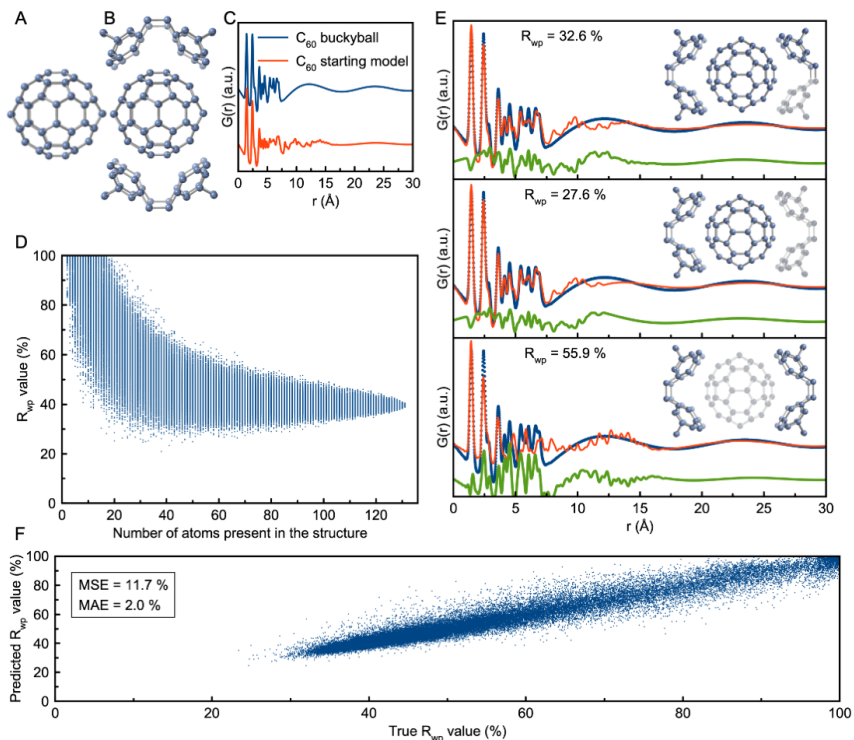 A
B
C
C60 buckyball
C60 starting model
G(r) (a.u.)
0 5 10 15 20 25 30
r (Å)
D
Rwp value (%)
100
80
60
40
20
0
0 20 40 60 80 100 120
Number of atoms present in the structure
E
Rwp = 32.6 %
G(r) (a.u.)
Rwp = 27.6 %
G(r) (a.u.)
Rwp = 55.9 %
G(r) (a.u.)
0 5 10 15 20 25 30
r (Å)
F
Predicted Rwp value (%)
100
80
60
40
20
0
MSE = 11.7 %
MAE = 2.0 %
0 20 40 60 80 100
True Rwp value (%)